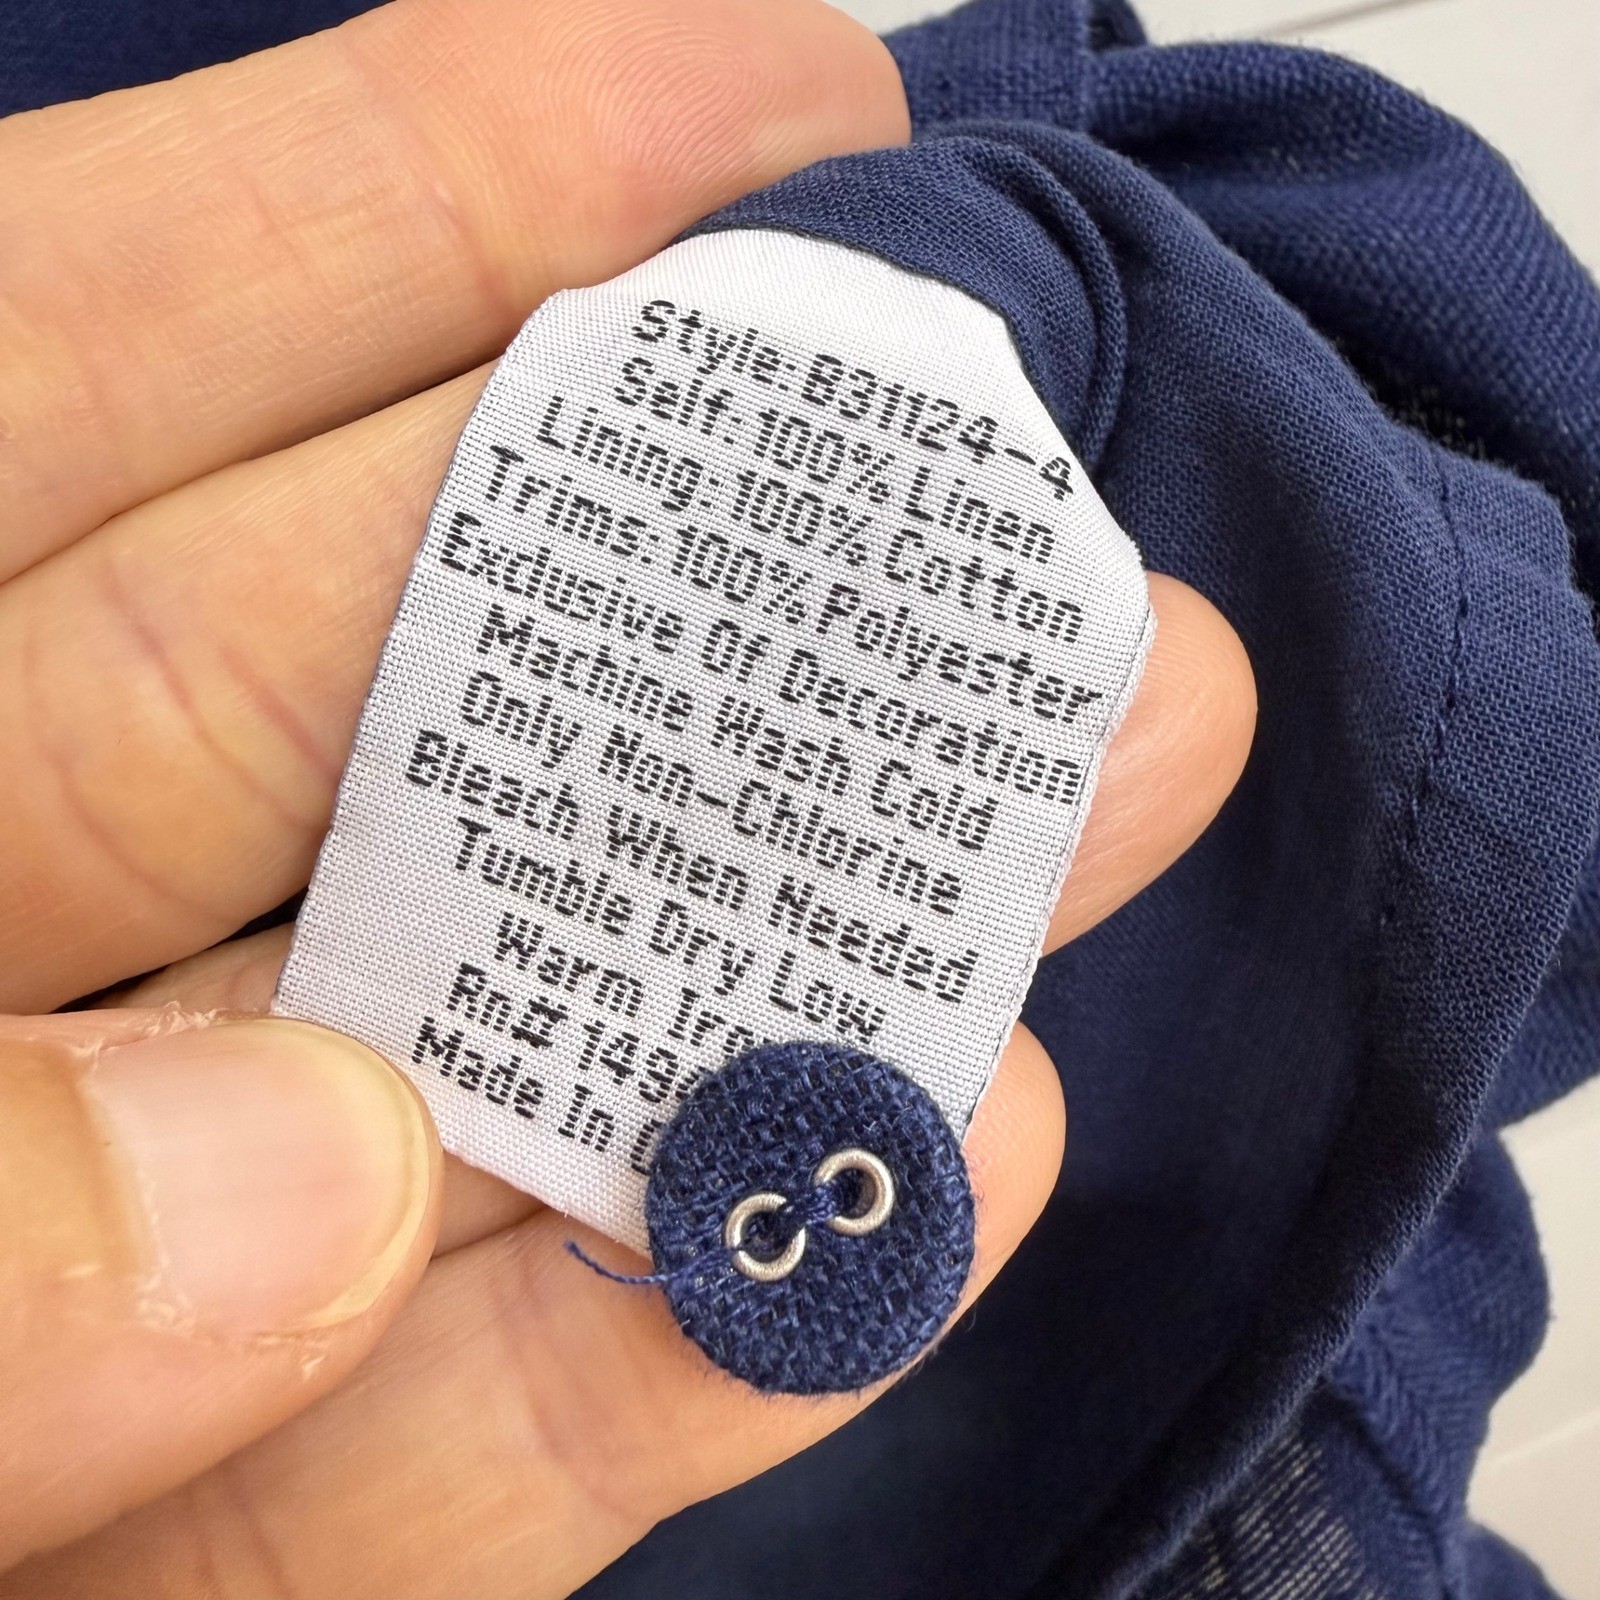 Style:B31124-4
Self:100% Linen
Lining:100% Cotton
Trims:100% Polyester
Exclusive Of Decoration
Machine Wash Cold
Only Non-Chlorine
Bleach When Needed
Tumble Dry Low
Warm
Rn#
Made In